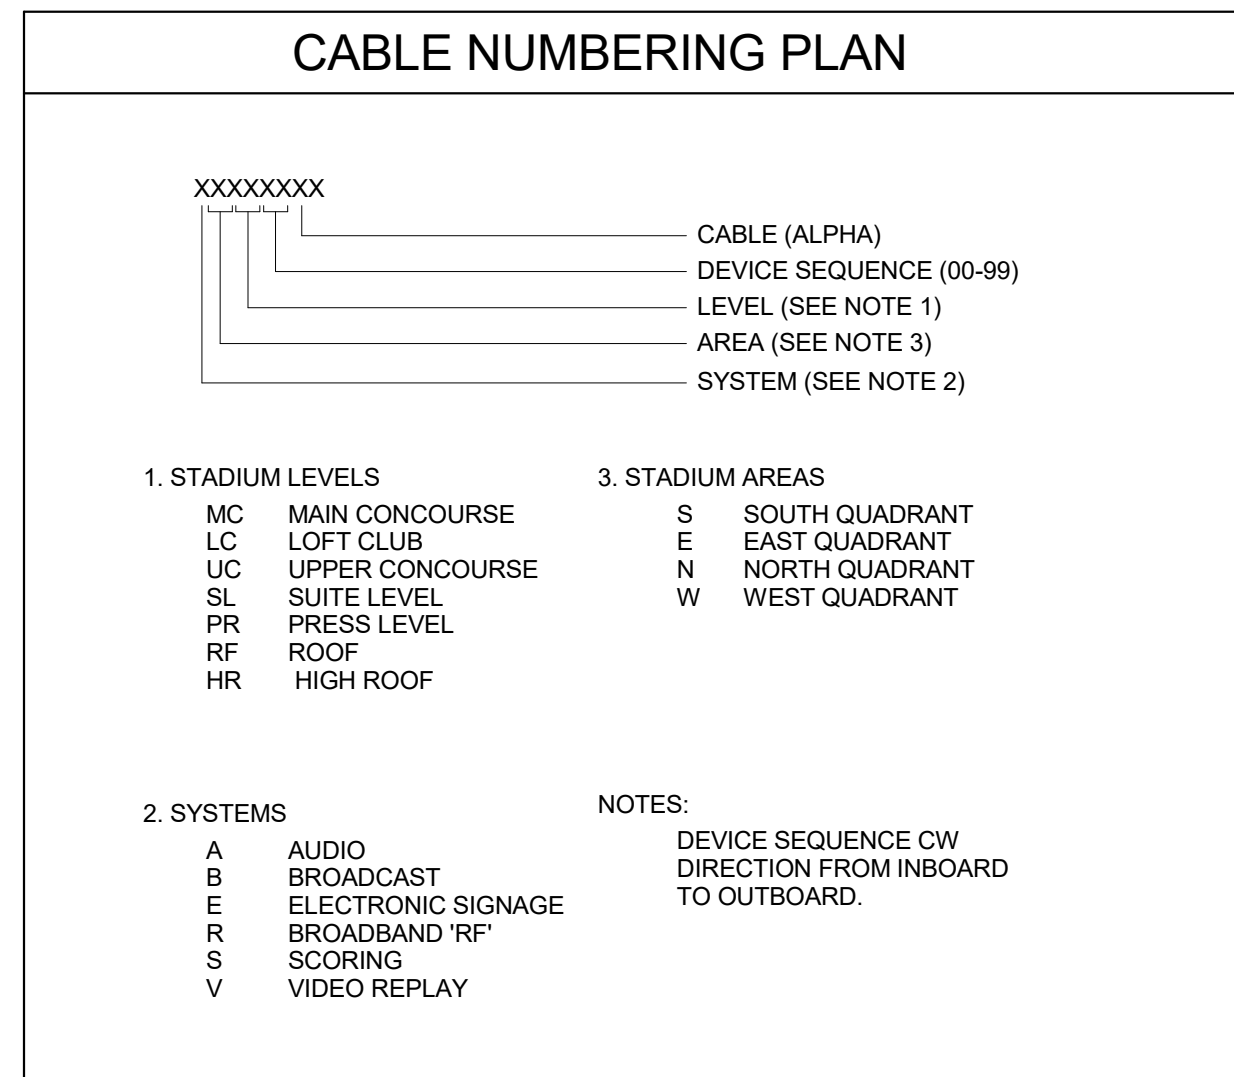 CABLE NUMBERING PLAN
XXXXXXXX
CABLE (ALPHA)
DEVICE SEQUENCE (00-99)
LEVEL (SEE NOTE 1)
AREA (SEE NOTE 3)
SYSTEM (SEE NOTE 2)
1. STADIUM LEVELS
MC MAIN CONCOURSE
LC LOFT CLUB
UC UPPER CONCOURSE
SL SUITE LEVEL
PR PRESS LEVEL
RF ROOF
HR HIGH ROOF
3. STADIUM AREAS
S SOUTH QUADRANT
E EAST QUADRANT
N NORTH QUADRANT
W WEST QUADRANT
2. SYSTEMS
A AUDIO
B BROADCAST
E ELECTRONIC SIGNAGE
R BROADBAND 'RF'
S SCORING
V VIDEO REPLAY
NOTES:
DEVICE SEQUENCE CW
DIRECTION FROM INBOARD
TO OUTBOARD.